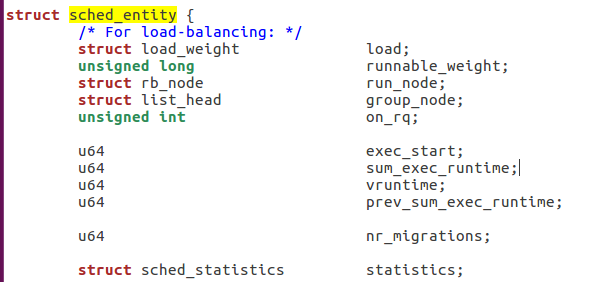 struct sched_entity {
/* For load-balancing: */
struct load_weight load;
unsigned long runnable_weight;
struct rb_node run_node;
struct list_head group_node;
unsigned int on_rq;
u64 exec_start;
u64 sum_exec_runtime;
u64 vruntime;
u64 prev_sum_exec_runtime;
u64 nr_migrations;
struct sched_statistics statistics;